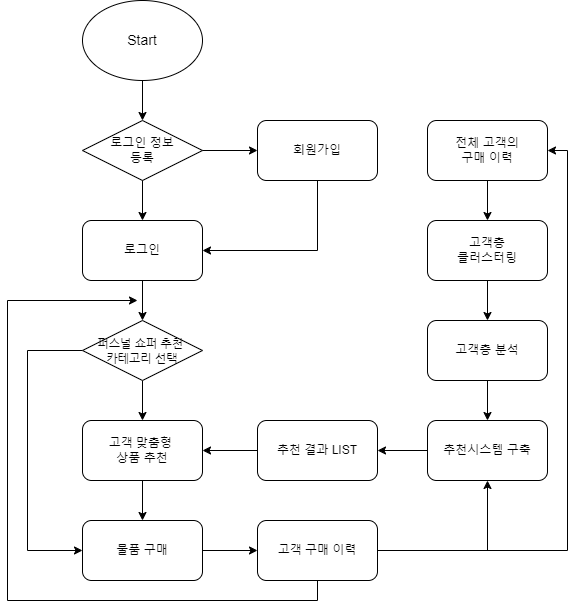 Start
로그인 정보
등록
회원가입
전체 고객의
구매 이력
로그인
고객층
클러스터링
퍼스널 쇼퍼 추천
카테고리 선택
고객층 분석
고객 맞춤형
상품 추천
추천 결과 LIST
추천시스템 구축
물품 구매
고객 구매 이력